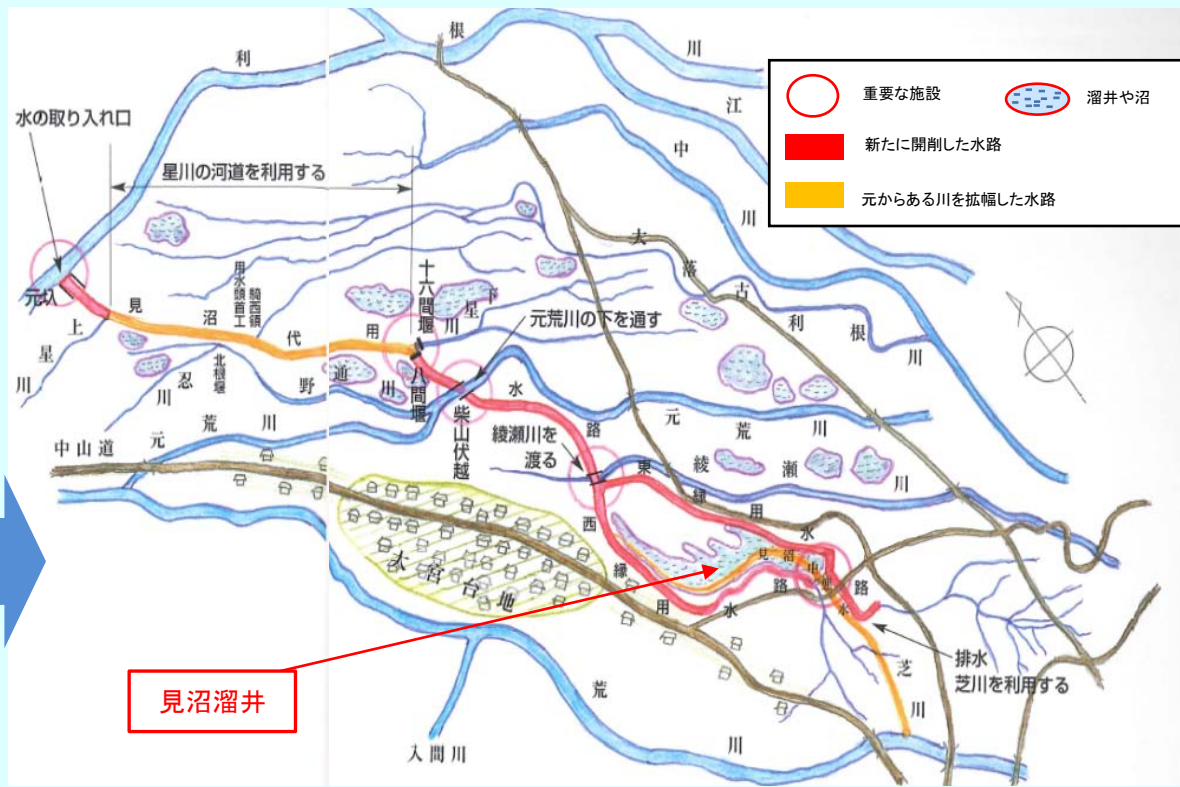 重要な施設
溜井や沼
新たに開削した水路
元からある川を拡幅した水路
利根川
江
中川
水の取り入れ口
星川の河道を利用する
元圦
上星川
見沼代用水路
騎西領
用水頭首工
十六間堰
八間堰
下星川
元荒川の下を通す
大落古利根川
忍川
北根堰
野通川
柴山伏越
元荒川
元荒川
中山道
綾瀬川を
渡る
綾瀬川
東縁用水路
西縁用水路
見沼中悪水
大宮台地
見沼溜井
排水
芝川を利用する
芝川
荒川
入間川